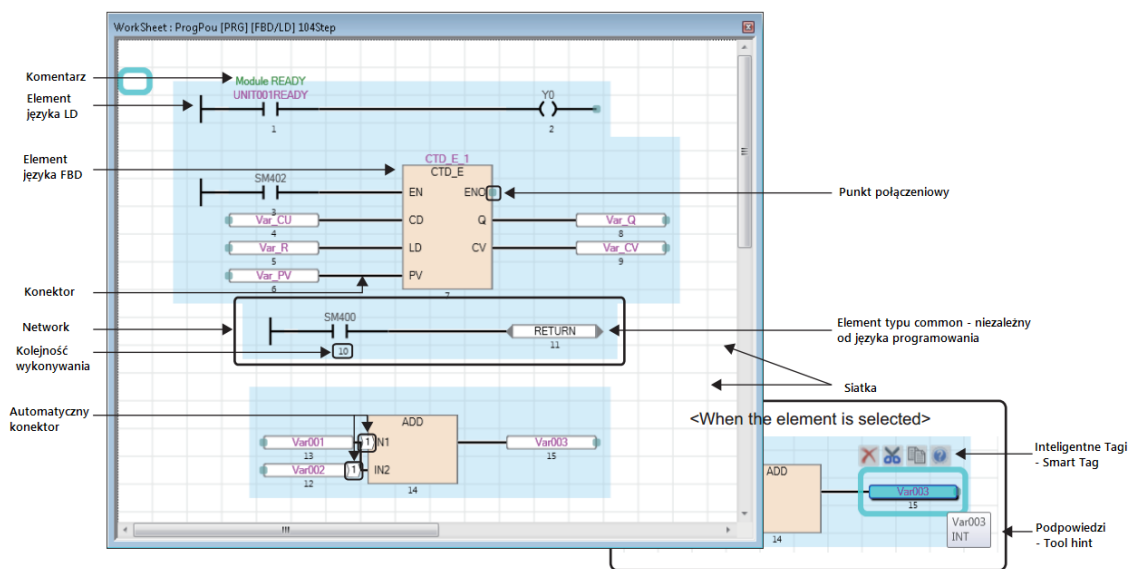 WorkSheet : ProgPou [PRG] [FBD/LD] 104Step
Komentarz
Module READY
UNIT001READY
Y0
Element
języka LD
1
2
Element
języka FBD
CTD_E_1
CTD_E
SM402
EN
ENO
Punkt połączeniowy
3
Var_CU
CD
Q
Var_Q
4
8
Var_R
LD
CV
Var_CV
5
9
Var_PV
PV
6
7
Konektor
Network
SM400
RETURN
Element typu common - niezależny
od języka programowania
10
11
Kolejność
wykonywania
Siatka
Automatyczny
konektor
ADD
Var001
1
IN1
Var003
13
15
Var002
1
IN2
12
14
<When the element is selected>
Inteligentne Tagi
- Smart Tag
ADD
Var003
15
14
Var003
INT
Podpowiedzi
- Tool hint